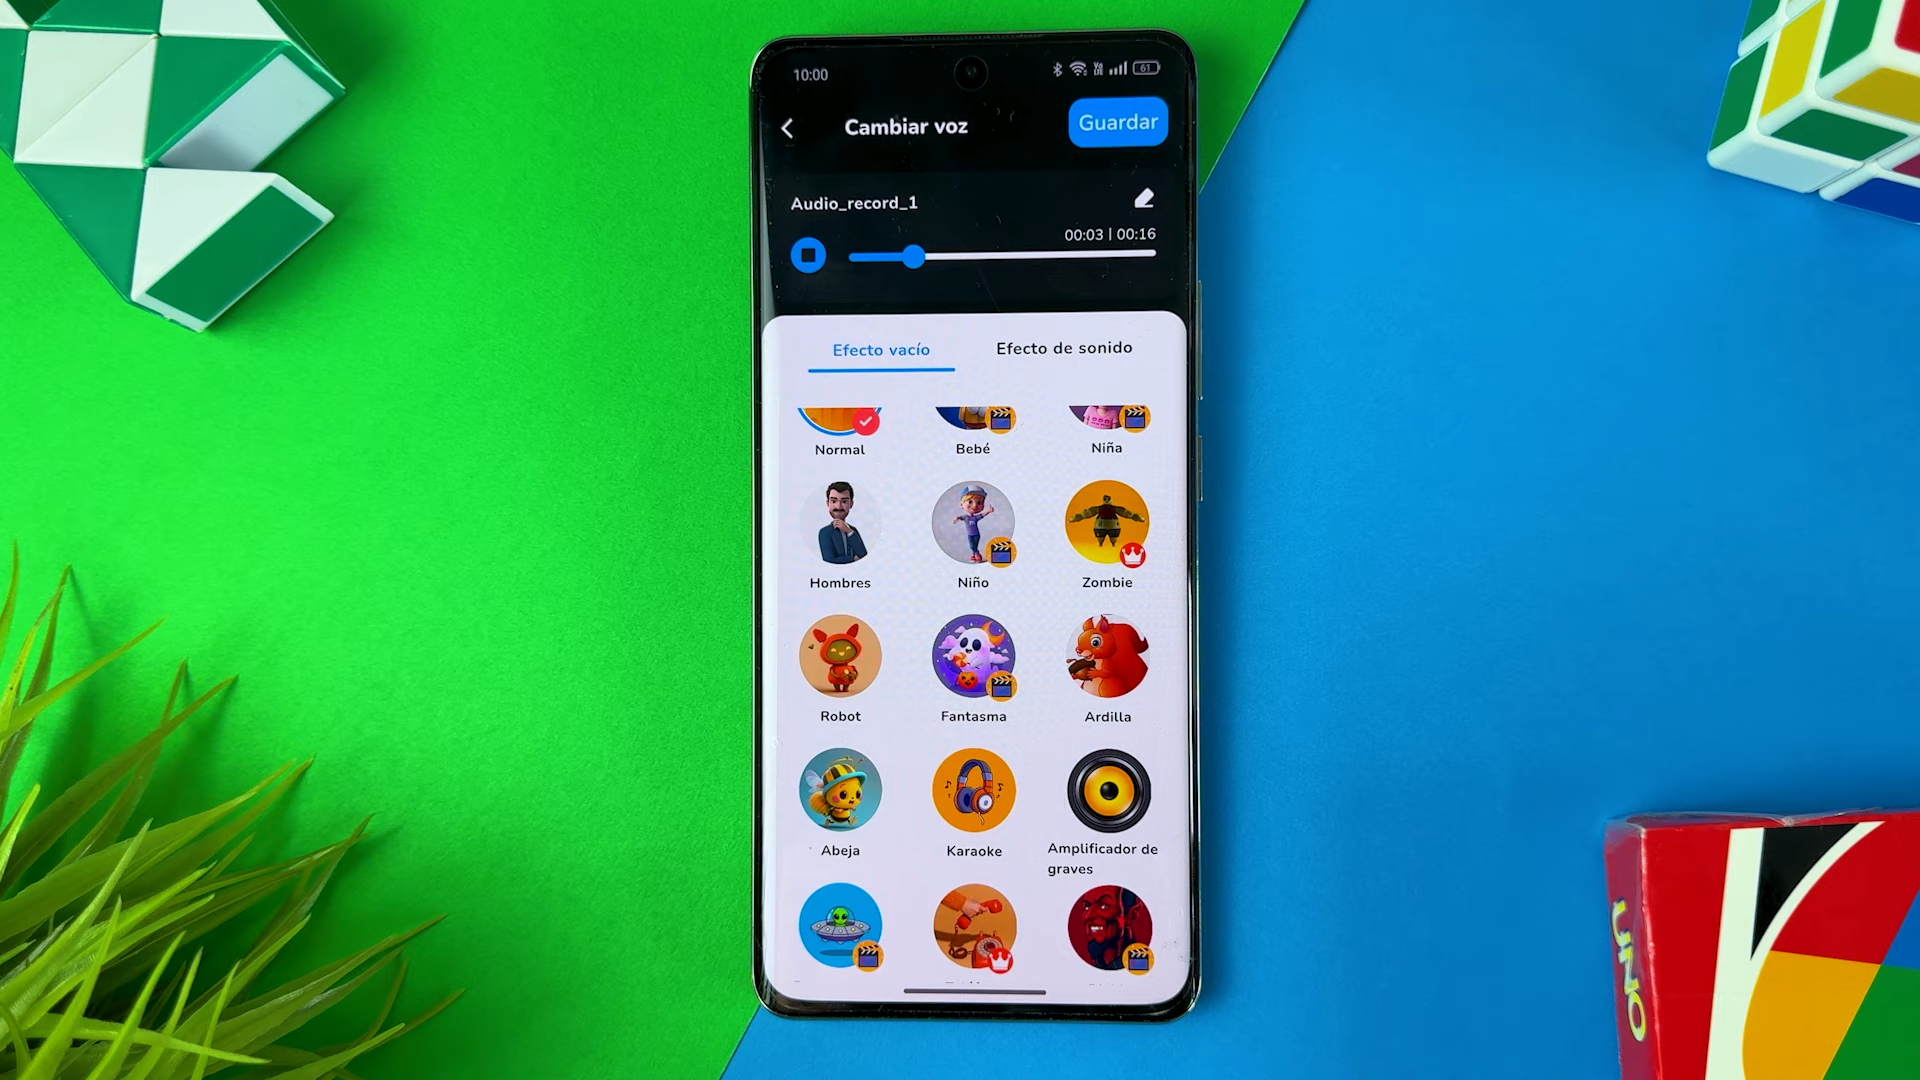 10:00
61
Cambiar voz
Guardar
Audio_record_1
00:03 | 00:16
Efecto vacío
Efecto de sonido
Normal
Bebé
Niña
Hombres
Niño
Zombie
Robot
Fantasma
Ardilla
Abeja
Karaoke
Amplificador de
graves
UNO